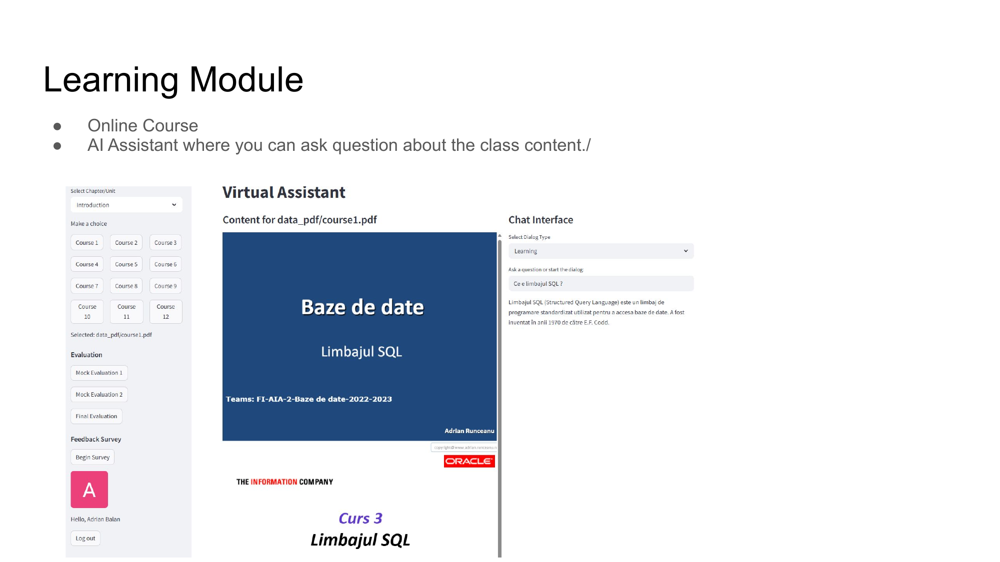 Learning Module
● Online Course
● AI Assistant where you can ask question about the class content./
Select Chapter/Unit
Introduction
Make a choice
Course 1 Course 2 Course 3
Course 4 Course 5 Course 6
Course 7 Course 8 Course 9
Course 10 Course 11 Course 12
Selected: data_pdf/course1.pdf
Evaluation
Mock Evaluation 1
Mock Evaluation 2
Final Evaluation
Feedback Survey
Begin Survey
A
Hello, Adrian Balan
Log out
Virtual Assistant
Content for data_pdf/course1.pdf
Baze de date
Limbajul SQL
Teams: FI-AIA-2-Baze de date-2022-2023
Adrian Runceanu
copyright@www.adrian.runceanu.r
ORACLE
THE INFORMATION COMPANY
Curs 3
Limbajul SQL
Chat Interface
Select Dialog Type
Learning
Ask a question or start the dialog:
Ce e limbajul SQL ?
Limbajul SQL (Structured Query Language) este un limbaj de
programare standardizat utilizat pentru a accesa baze de date. A fost
inventat în anii 1970 de către E.F. Codd.